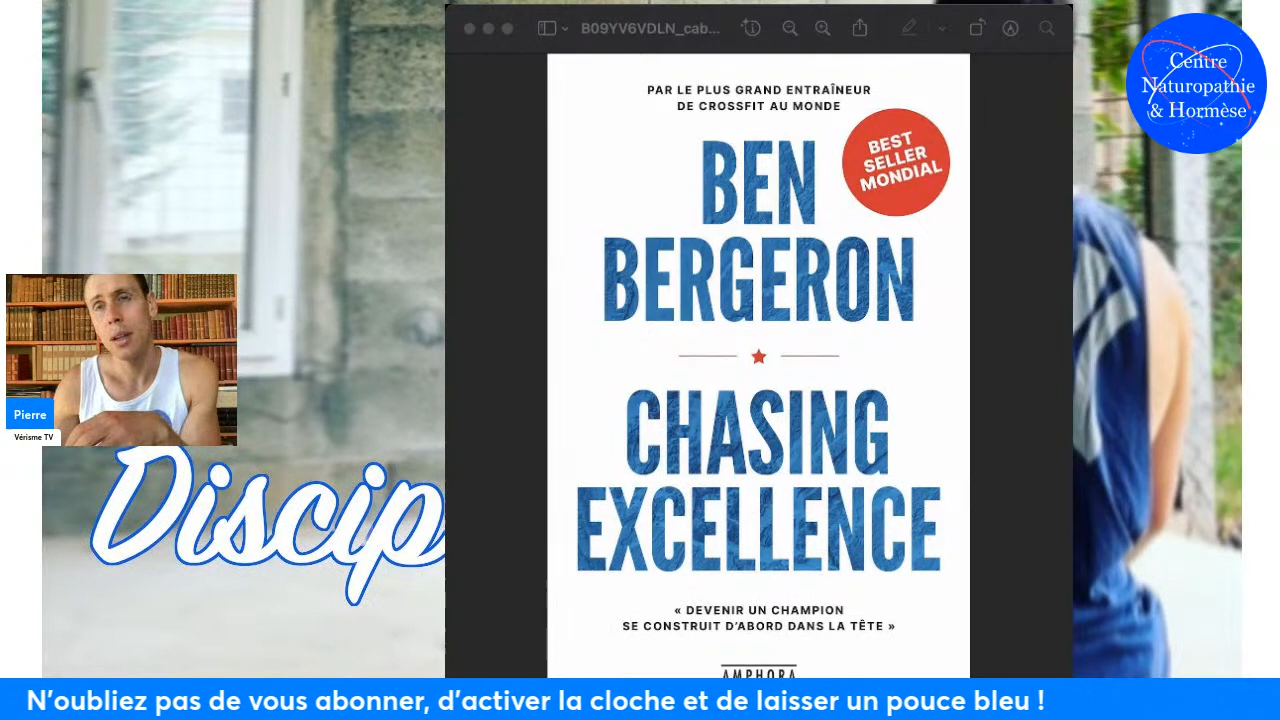 B09YV6VDLN_cab...
PAR LE PLUS GRAND ENTRAÎNEUR
DE CROSSFIT AU MONDE
BEST
SELLER
MONDIAL
BEN
BERGERON
CHASING
EXCELLENCE
« DEVENIR UN CHAMPION
SE CONSTRUIT D'ABORD DANS LA TÊTE »
AMPHORA
Centre
Naturopathie
& Hormèse
Pierre
Vérisme TV
Discip
N'oubliez pas de vous abonner, d'activer la cloche et de laisser un pouce bleu !